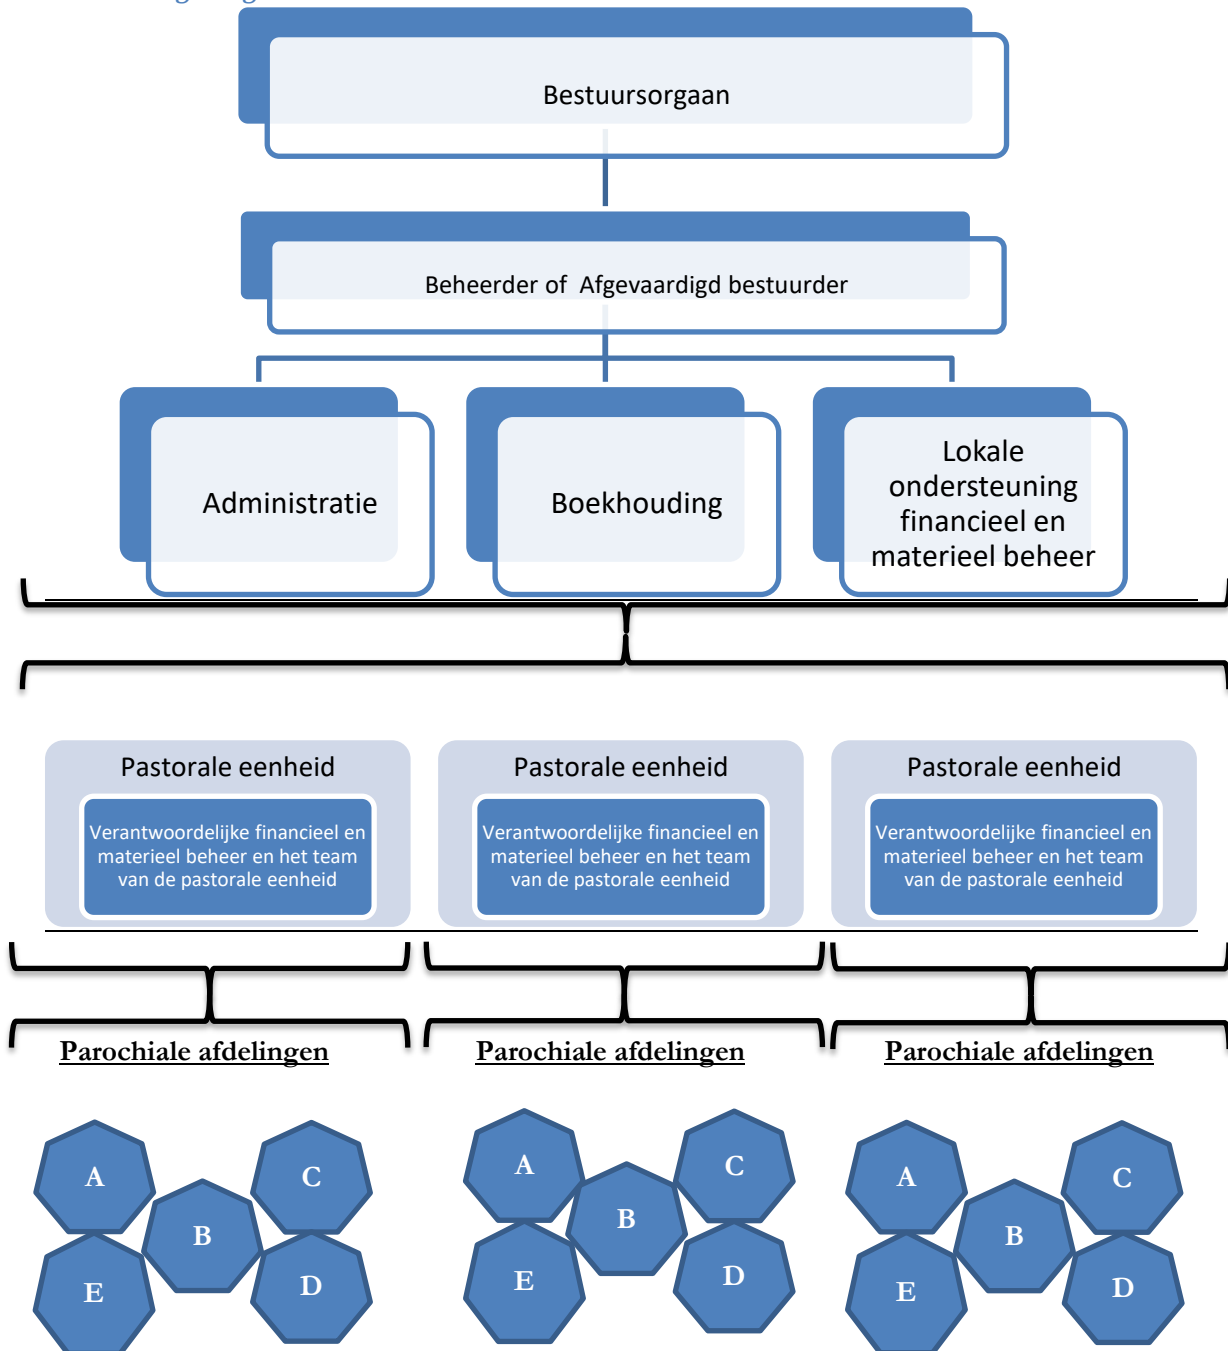 Bestuursorgaan
Beheerder of Afgevaardigd bestuurder
Administratie
Boekhouding
Lokale
ondersteuning
financieel en
materieel beheer
Pastorale eenheid
Verantwoordelijke financieel en
materieel beheer en het team
van de pastorale eenheid
Pastorale eenheid
Verantwoordelijke financieel en
materieel beheer en het team
van de pastorale eenheid
Pastorale eenheid
Verantwoordelijke financieel en
materieel beheer en het team
van de pastorale eenheid
Parochiale afdelingen
Parochiale afdelingen
Parochiale afdelingen
A
C
B
E
D
A
C
B
E
D
A
C
B
E
D